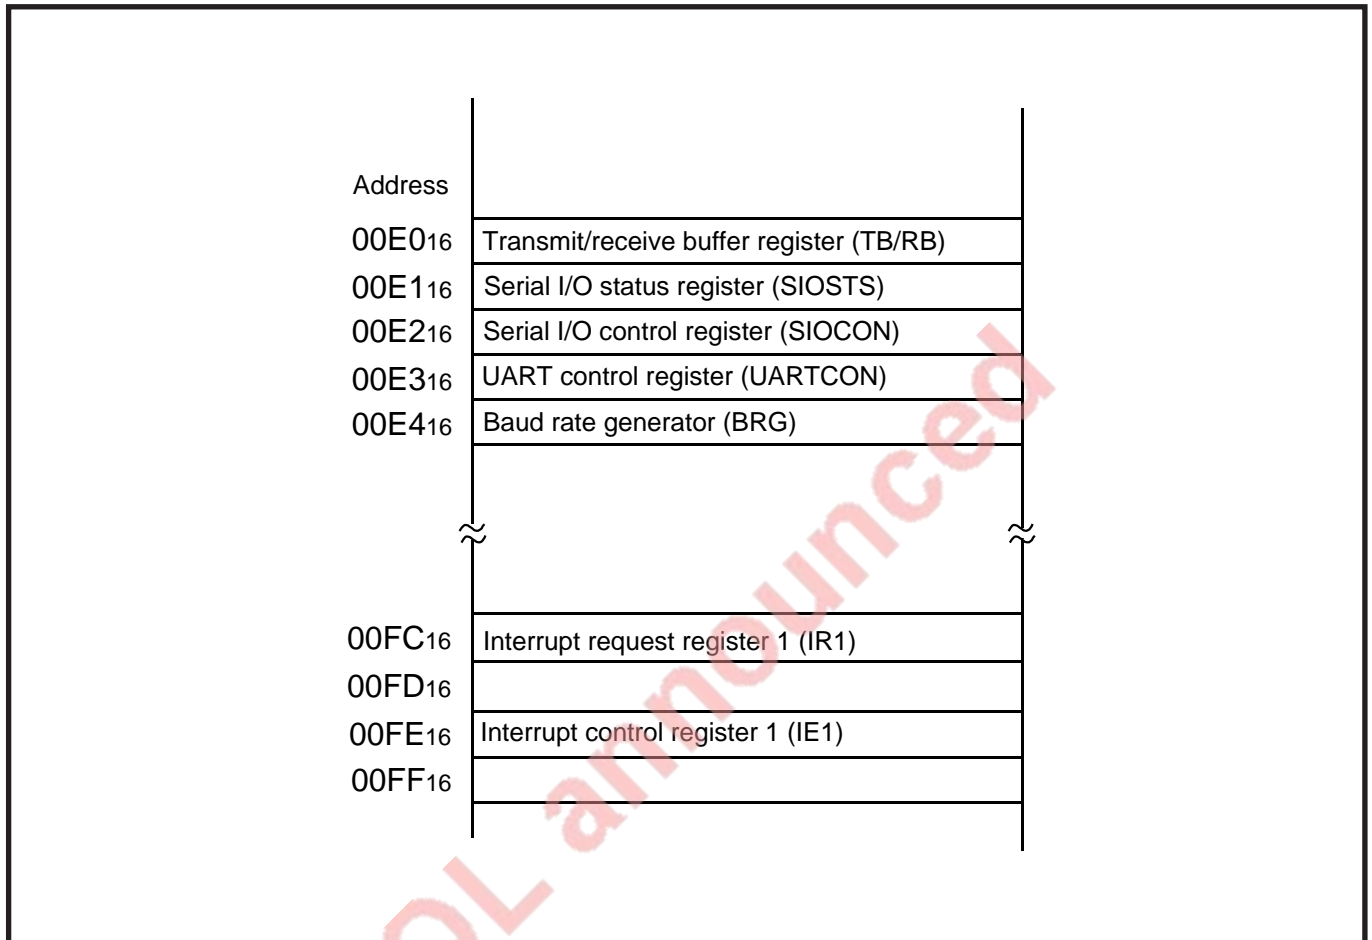 Address
00E016 Transmit/receive buffer register (TB/RB)
00E116 Serial I/O status register (SIOSTS)
00E216 Serial I/O control register (SIOCON)
00E316 UART control register (UARTCON)
00E416 Baud rate generator (BRG)
00FC16 Interrupt request register 1 (IR1)
00FD16
00FE16 Interrupt control register 1 (IE1)
00FF16
OL announced